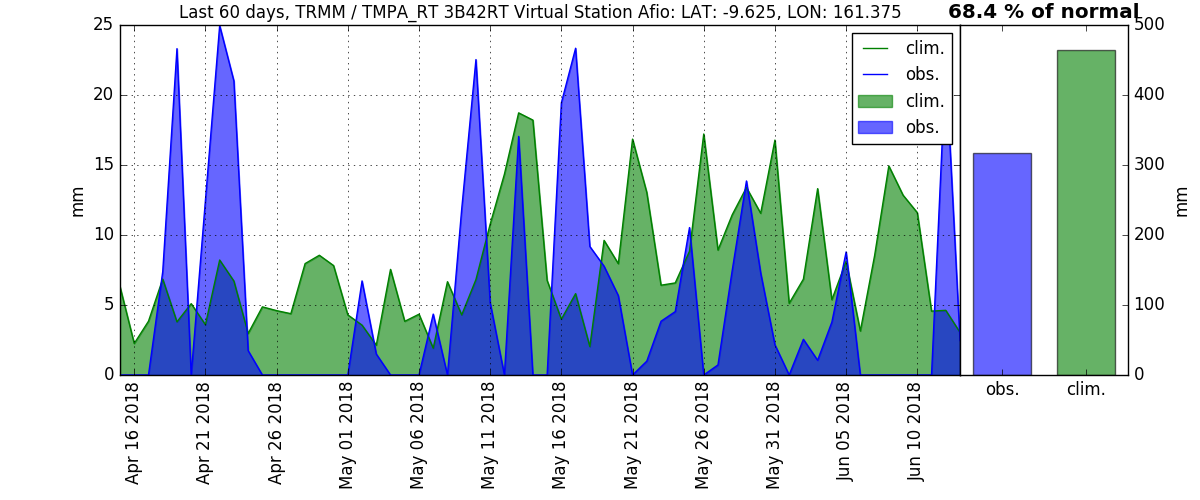 Last 60 days, TRMM / TMPA_RT 3B42RT Virtual Station Afio: LAT: -9.625, LON: 161.375
68.4 % of normal
25
20
15
10
5
0
mm
clim.
obs.
clim.
obs.
500
400
300
200
100
0
mm
Apr 16 2018
Apr 21 2018
Apr 26 2018
May 01 2018
May 06 2018
May 11 2018
May 16 2018
May 21 2018
May 26 2018
May 31 2018
Jun 05 2018
Jun 10 2018
obs.
clim.